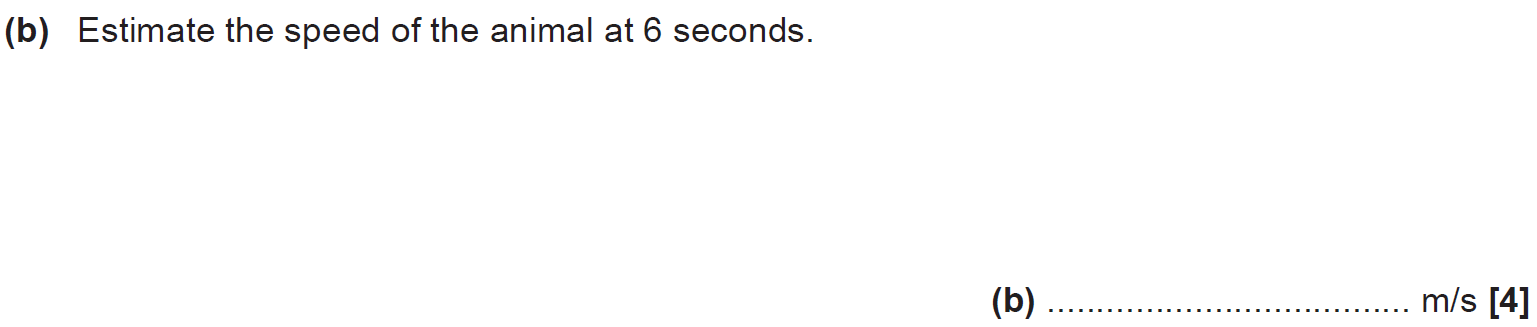 (b) Estimate the speed of the animal at 6 seconds.
(b) ..................................... m/s [4]